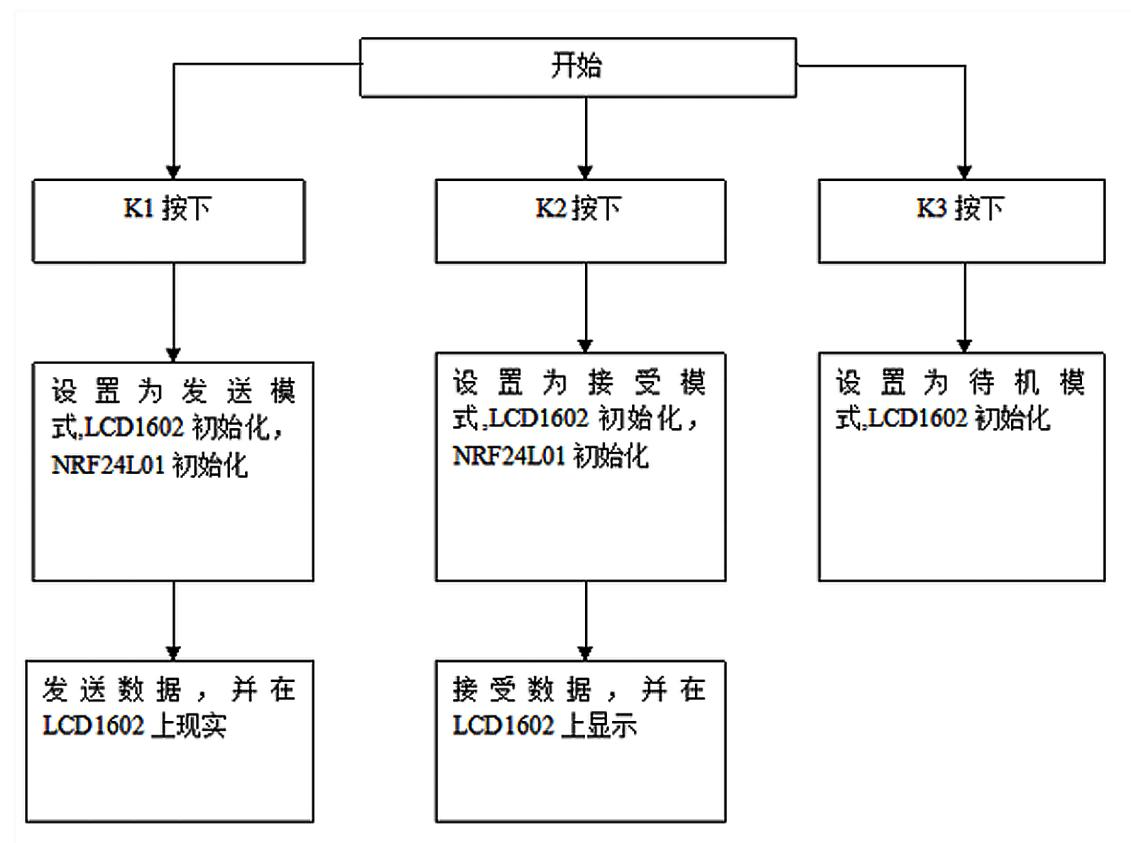 开始
K1 按下
K2 按下
K3 按下
设置为发送模
式,LCD1602 初始化，
NRF24L01 初始化
设置为接受模
式,LCD1602 初始化，
NRF24L01 初始化
设置为待机模
式,LCD1602 初始化
发送数据，并在
LCD1602 上现实
接受数据，并在
LCD1602 上显示